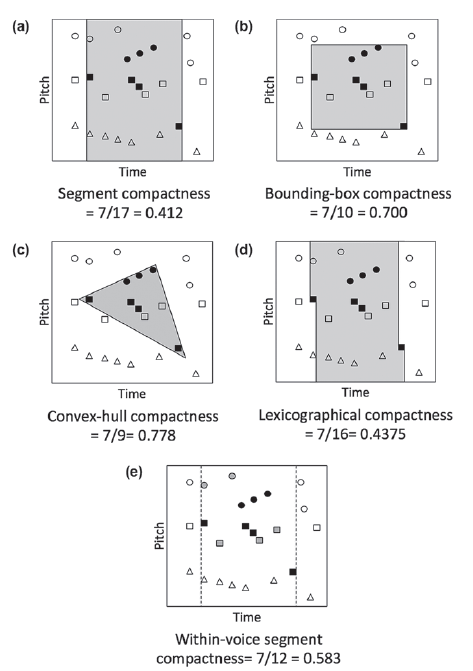 (a)
Pitch
Time
Segment compactness
= 7/17 = 0.412
(b)
Pitch
Time
Bounding-box compactness
= 7/10 = 0.700
(c)
Pitch
Time
Convex-hull compactness
= 7/9= 0.778
(d)
Pitch
Time
Lexicographical compactness
= 7/16= 0.4375
(e)
Pitch
Time
Within-voice segment
compactness= 7/12 = 0.583